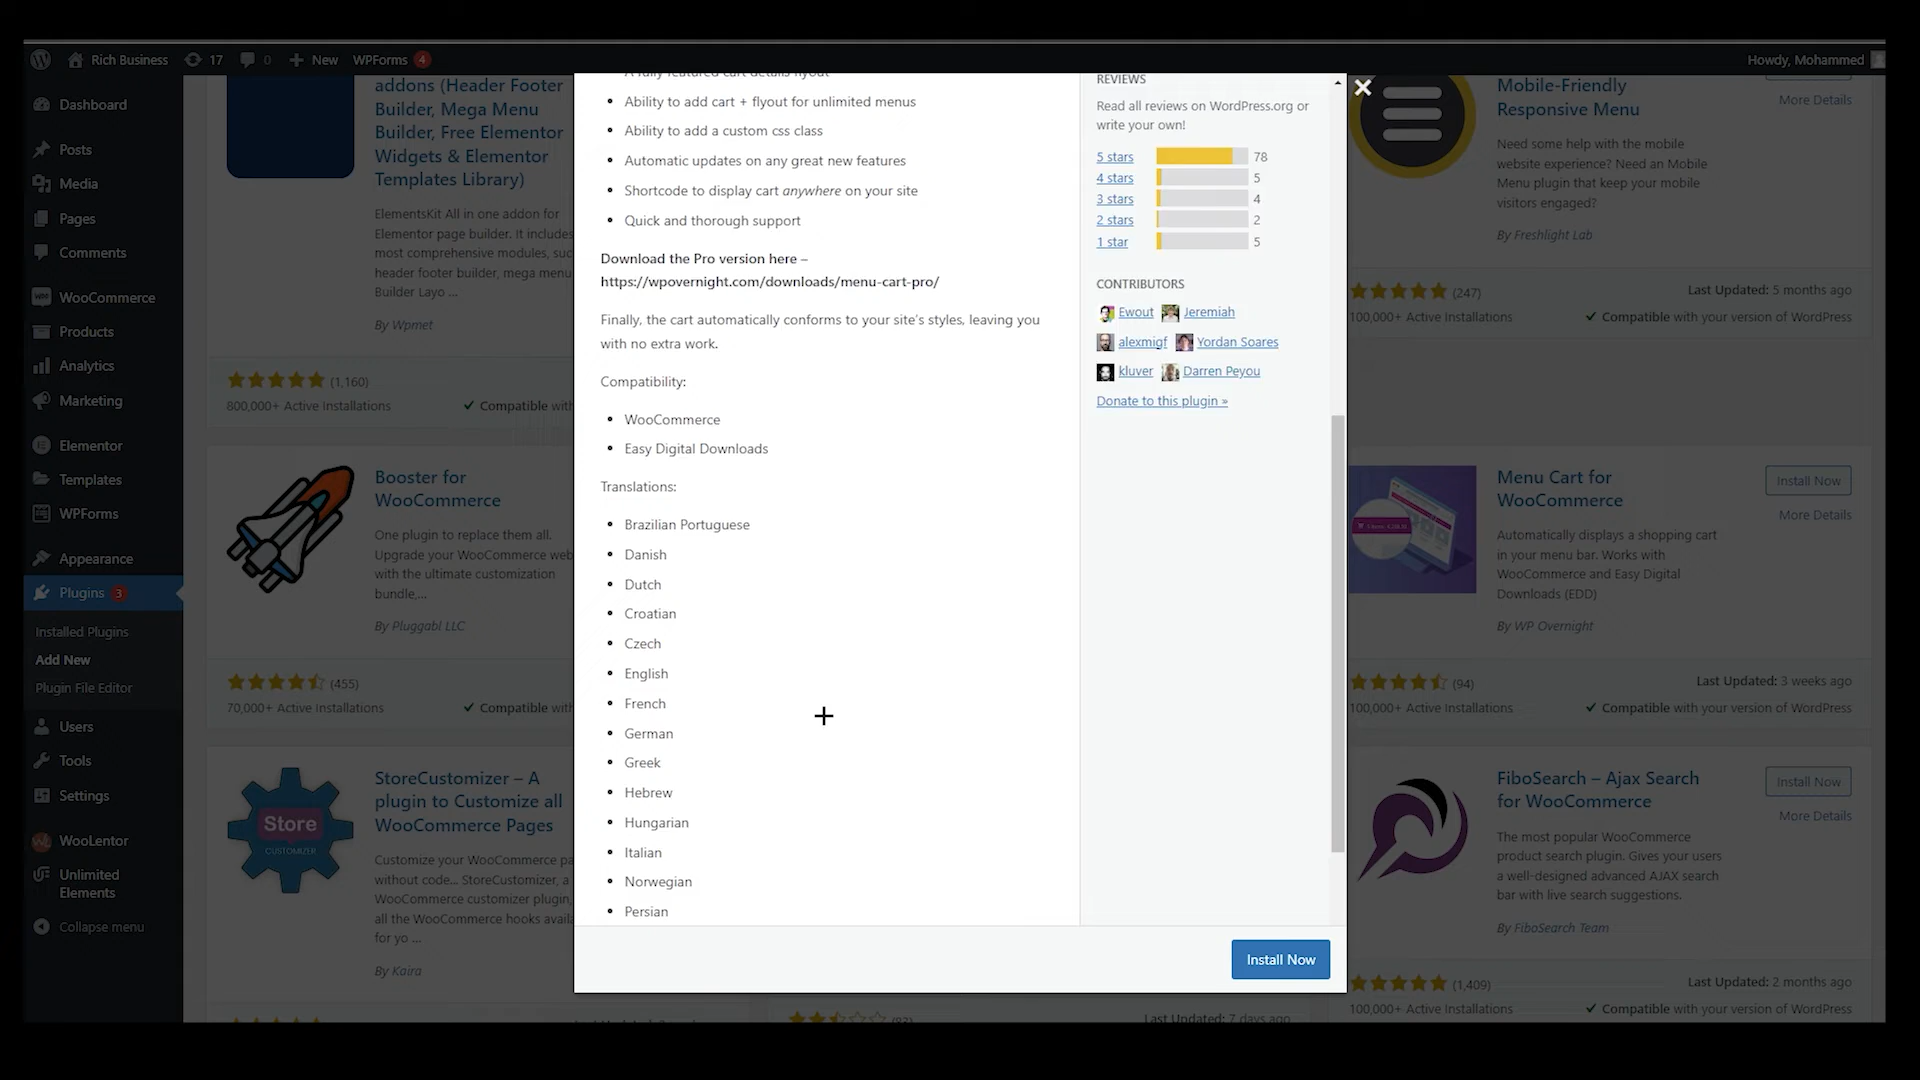 Rich Business
17
0
New
WPForms 4
Howdy, Mohammed
Dashboard
Posts
Media
Pages
Comments
WooCommerce
Products
Analytics
Marketing
Elementor
Templates
WPForms
Appearance
Plugins 3
Installed Plugins
Add New
Plugin File Editor
Users
Tools
Settings
WooLentor
Unlimited
Elements
Collapse menu
addons (Header Footer
Builder, Mega Menu
Builder, Free Elementor
Widgets & Elementor
Templates Library)
ElementsKit All in one addon for
Elementor page builder. It includes
most comprehensive modules, suc
header footer builder, mega menu
Builder Layo ...
By Wpmet
(1,160)
800,000+ Active Installations
Compatible with
Booster for
WooCommerce
One plugin to replace them all.
Upgrade your WooCommerce web
with the ultimate customization
bundle,...
By Pluggabl LLC
(455)
70,000+ Active Installations
Compatible with
Store
CUSTOMIZER
StoreCustomizer – A
plugin to Customize all
WooCommerce Pages
Customize your WooCommerce pa
without code... StoreCustomizer, a
WooCommerce customizer plugin,
all the WooCommerce hooks availa
for yo ...
By Kaira
A fully featured cart details flyout
Ability to add cart + flyout for unlimited menus
Ability to add a custom css class
Automatic updates on any great new features
Shortcode to display cart anywhere on your site
Quick and thorough support
Download the Pro version here –
https://wpovernight.com/downloads/menu-cart-pro/
Finally, the cart automatically conforms to your site's styles, leaving you
with no extra work.
Compatibility:
WooCommerce
Easy Digital Downloads
Translations:
Brazilian Portuguese
Danish
Dutch
Croatian
Czech
English
French
German
Greek
Hebrew
Hungarian
Italian
Norwegian
Persian
REVIEWS
Read all reviews on WordPress.org or
write your own!
5 stars 78
4 stars 5
3 stars 4
2 stars 2
1 star 5
CONTRIBUTORS
Ewout Jeremiah
alexmigf Yordan Soares
kluver Darren Peyou
Donate to this plugin »
Install Now
Last Updated: 7 days ago
Mobile-Friendly
Responsive Menu
More Details
Need some help with the mobile
website experience? Need an Mobile
Menu plugin that keep your mobile
visitors engaged?
By Freshlight Lab
(247)
Last Updated: 5 months ago
100,000+ Active Installations
Compatible with your version of WordPress
Menu Cart for
WooCommerce
Install Now
More Details
Automatically displays a shopping cart
in your menu bar. Works with
WooCommerce and Easy Digital
Downloads (EDD)
By WP Overnight
(94)
Last Updated: 3 weeks ago
100,000+ Active Installations
Compatible with your version of WordPress
FiboSearch – Ajax Search
for WooCommerce
Install Now
More Details
The most popular WooCommerce
product search plugin. Gives your users
a well-designed advanced AJAX search
bar with live search suggestions.
By FiboSearch Team
(1,409)
Last Updated: 2 months ago
100,000+ Active Installations
Compatible with your version of WordPress